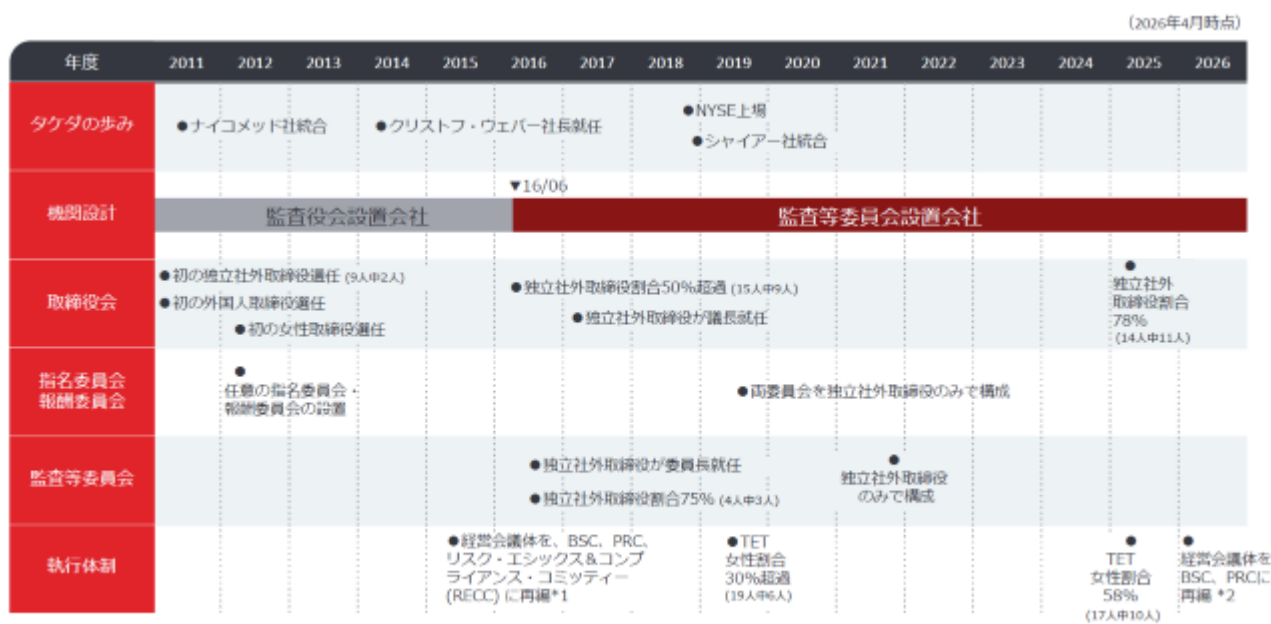 （2026年4月時点）
年度 2011 2012 2013 2014 2015 2016 2017 2018 2019 2020 2021 2022 2023 2024 2025 2026
タケダの歩み
●ナイコメッド社統合
●クリストフ・ウェバー社長就任
●NYSE上場
●シャイアー社統合
機関設計
▼16/06
監査役会設置会社
監査等委員会設置会社
取締役会
●初の独立社外取締役選任 (9人中2人)
●初の外国人取締役選任
●初の女性取締役選任
●独立社外取締役割合50%超過 (15人中9人)
●独立社外取締役が議長就任
●
独立社外
取締役割合
78%
(14人中11人)
指名委員会
報酬委員会
●
任意の指名委員会・
報酬委員会の設置
●両委員会を独立社外取締役のみで構成
監査等委員会
●独立社外取締役が委員長就任
●独立社外取締役割合75% (4人中3人)
●
独立社外取締役
のみで構成
執行体制
●経営会議体を、BSC、PRC、
リスク・エシックス&コンプ
ライアンス・コミッティー
(RECC) に再編*1
●TET
女性割合
30%超過
(19人中6人)
●
TET
女性割合
58%
(17人中10人)
●
経営会議体を
BSC、PRCに
再編 *2